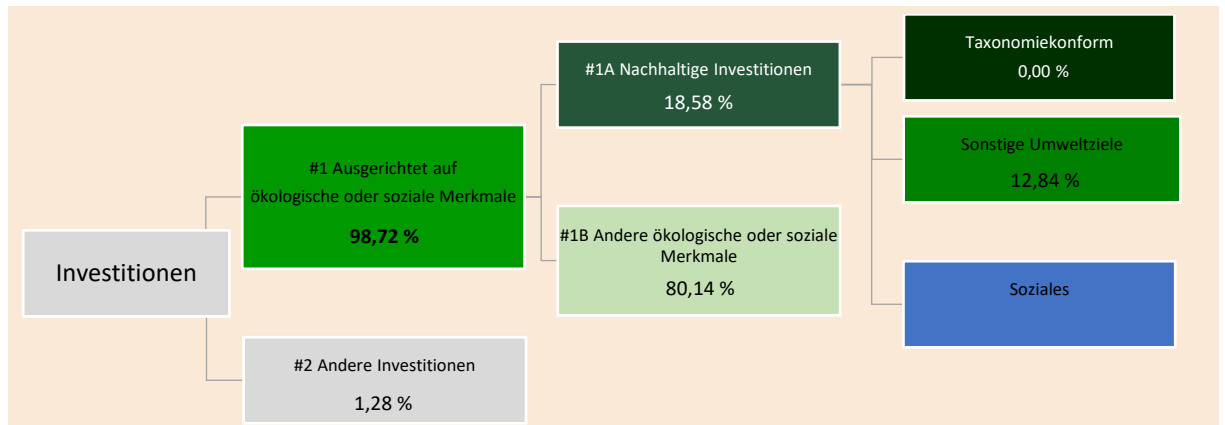 Investitionen
#1 Ausgerichtet auf
ökologische oder soziale Merkmale
98,72 %
#2 Andere Investitionen
1,28 %
#1A Nachhaltige Investitionen
18,58 %
#1B Andere ökologische oder soziale
Merkmale
80,14 %
Taxonomiekonform
0,00 %
Sonstige Umweltziele
12,84 %
Soziales